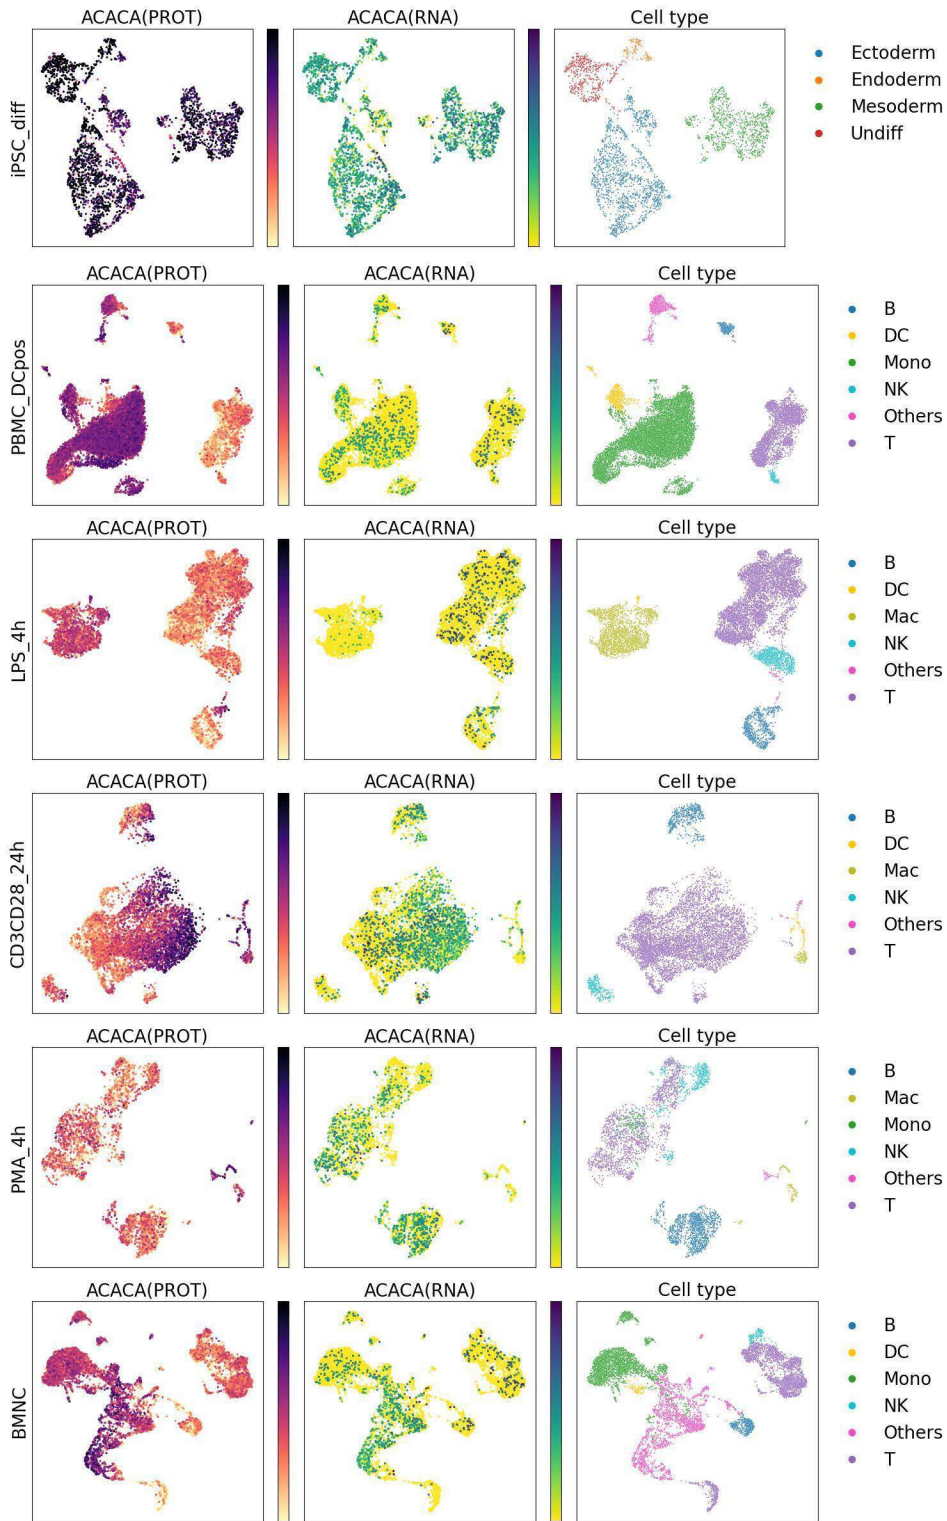 ACACA(PROT) ACACA(RNA) Cell type
iPSC_diff
Ectoderm
Endoderm
Mesoderm
Undiff
ACACA(PROT) ACACA(RNA) Cell type
PBMC_DCpos
B
DC
Mono
NK
Others
T
ACACA(PROT) ACACA(RNA) Cell type
LPS_4h
B
DC
Mac
NK
Others
T
ACACA(PROT) ACACA(RNA) Cell type
CD3CD28_24h
B
DC
Mac
NK
Others
T
ACACA(PROT) ACACA(RNA) Cell type
PMA_4h
B
Mac
Mono
NK
Others
T
ACACA(PROT) ACACA(RNA) Cell type
BMNC
B
DC
Mono
NK
Others
T